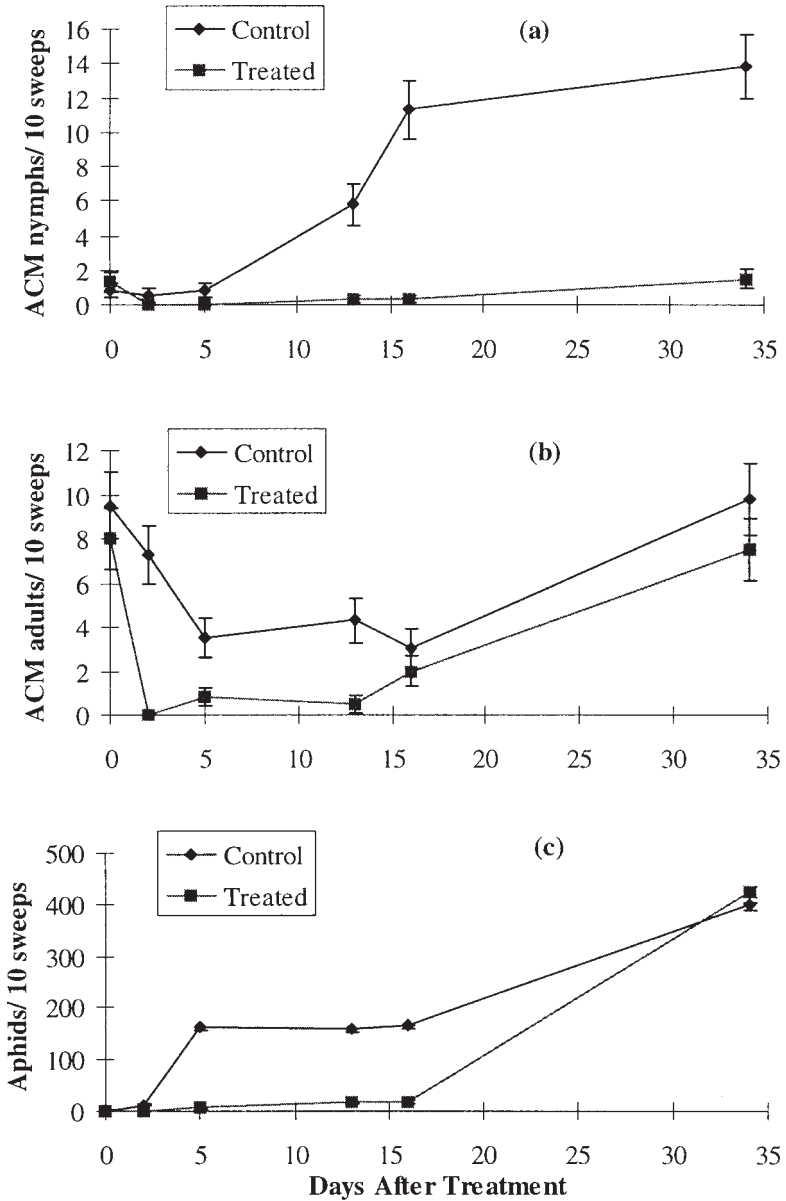 (a)
Control
Treated
ACM nymphs/ 10 sweeps
16
14
12
10
8
6
4
2
0
0 5 10 15 20 25 30 35
(b)
Control
Treated
ACM adults/ 10 sweeps
12
10
8
6
4
2
0
0 5 10 15 20 25 30 35
(c)
Control
Treated
Aphids/ 10 sweeps
500
400
300
200
100
0
0 5 10 15 20 25 30 35
Days After Treatment